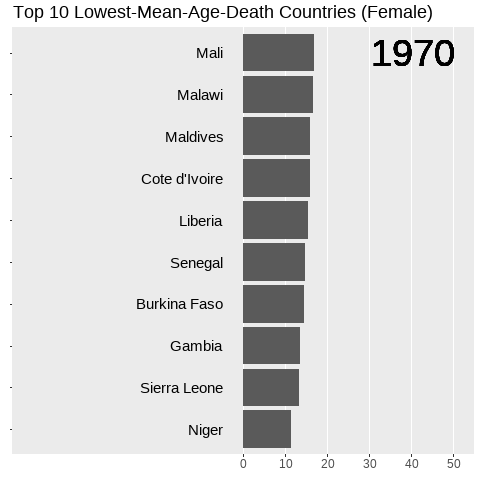 Top 10 Lowest-Mean-Age-Death Countries (Female)
1970
Mali
Malawi
Maldives
Cote d'Ivoire
Liberia
Senegal
Burkina Faso
Gambia
Sierra Leone
Niger
0 10 20 30 40 50